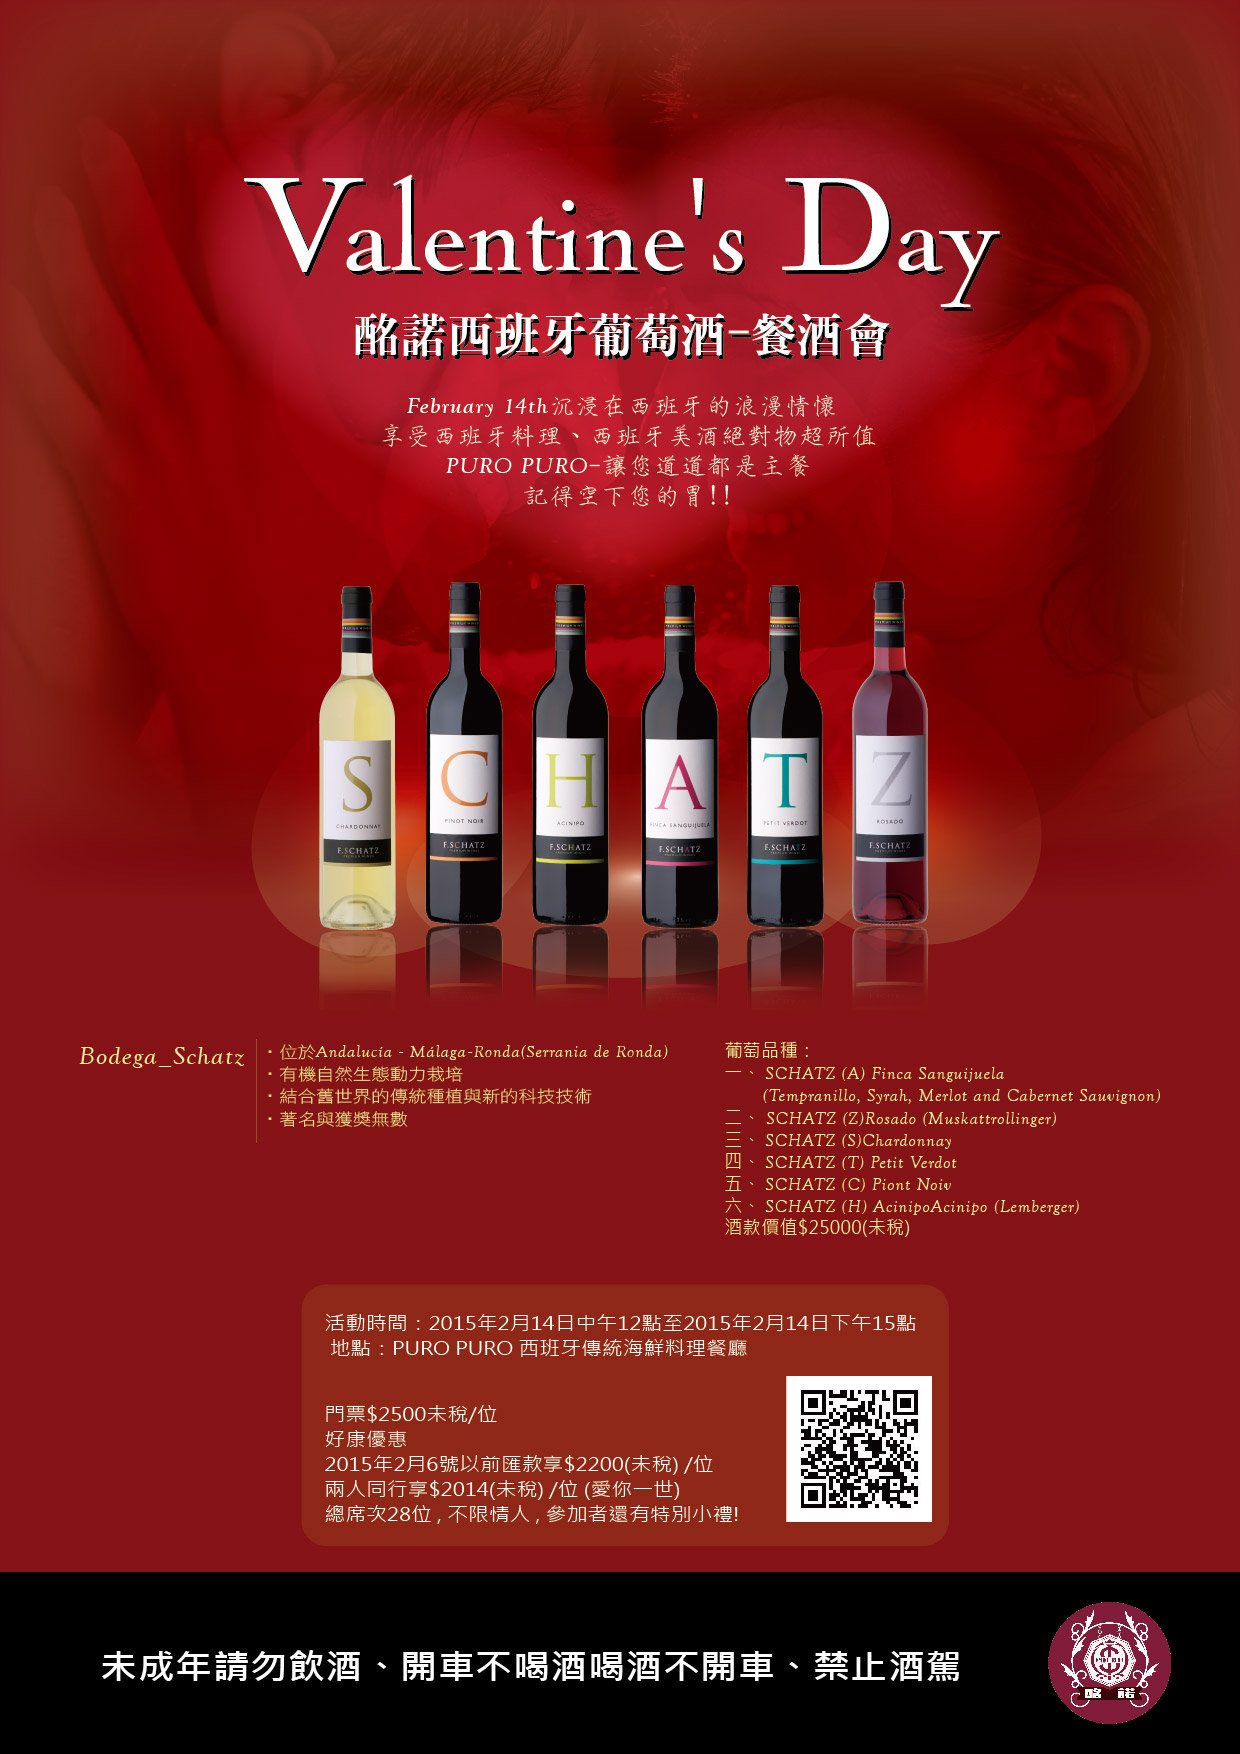 Valentine's Day
酩諾西班牙葡萄酒-餐酒會
February 14th沉浸在西班牙的浪漫情懷
享受西班牙料理、西班牙美酒絕對物超所值
PURO PURO-讓您道道都是主餐
記得空下您的胃!!
S
CHARDONNAY
F.SCHATZ
C
PINOT NOIR
F.SCHATZ
H
ACINIPO
F.SCHATZ
A
FINCA SANGUIJUELA
F.SCHATZ
T
PETIT VERDOT
F.SCHATZ
Z
ROSADO
F.SCHATZ
Bodega_Schatz
・位於Andalucía - Málaga-Ronda(Serrania de Ronda)
・有機自然生態動力栽培
・結合舊世界的傳統種植與新的科技技術
・著名與獲獎無數
葡萄品種：
一、 SCHATZ (A) Finca Sanguijuela
(Tempranillo, Syrah, Merlot and Cabernet Sauvignon)
二、 SCHATZ (Z)Rosado (Muskattrollinger)
三、 SCHATZ (S)Chardonnay
四、 SCHATZ (T) Petit Verdot
五、 SCHATZ (C) Piont Noiv
六、 SCHATZ (H) AcinipoAcinipo (Lemberger)
酒款價值$25000(未稅)
活動時間：2015年2月14日中午12點至2015年2月14日下午15點
地點：PURO PURO 西班牙傳統海鮮料理餐廳
門票$2500未稅/位
好康優惠
2015年2月6號以前匯款享$2200(未稅) /位
兩人同行享$2014(未稅) /位 (愛你一世)
總席次28位 , 不限情人 , 參加者還有特別小禮!
未成年請勿飲酒、開車不喝酒喝酒不開車、禁止酒駕
酩 諾